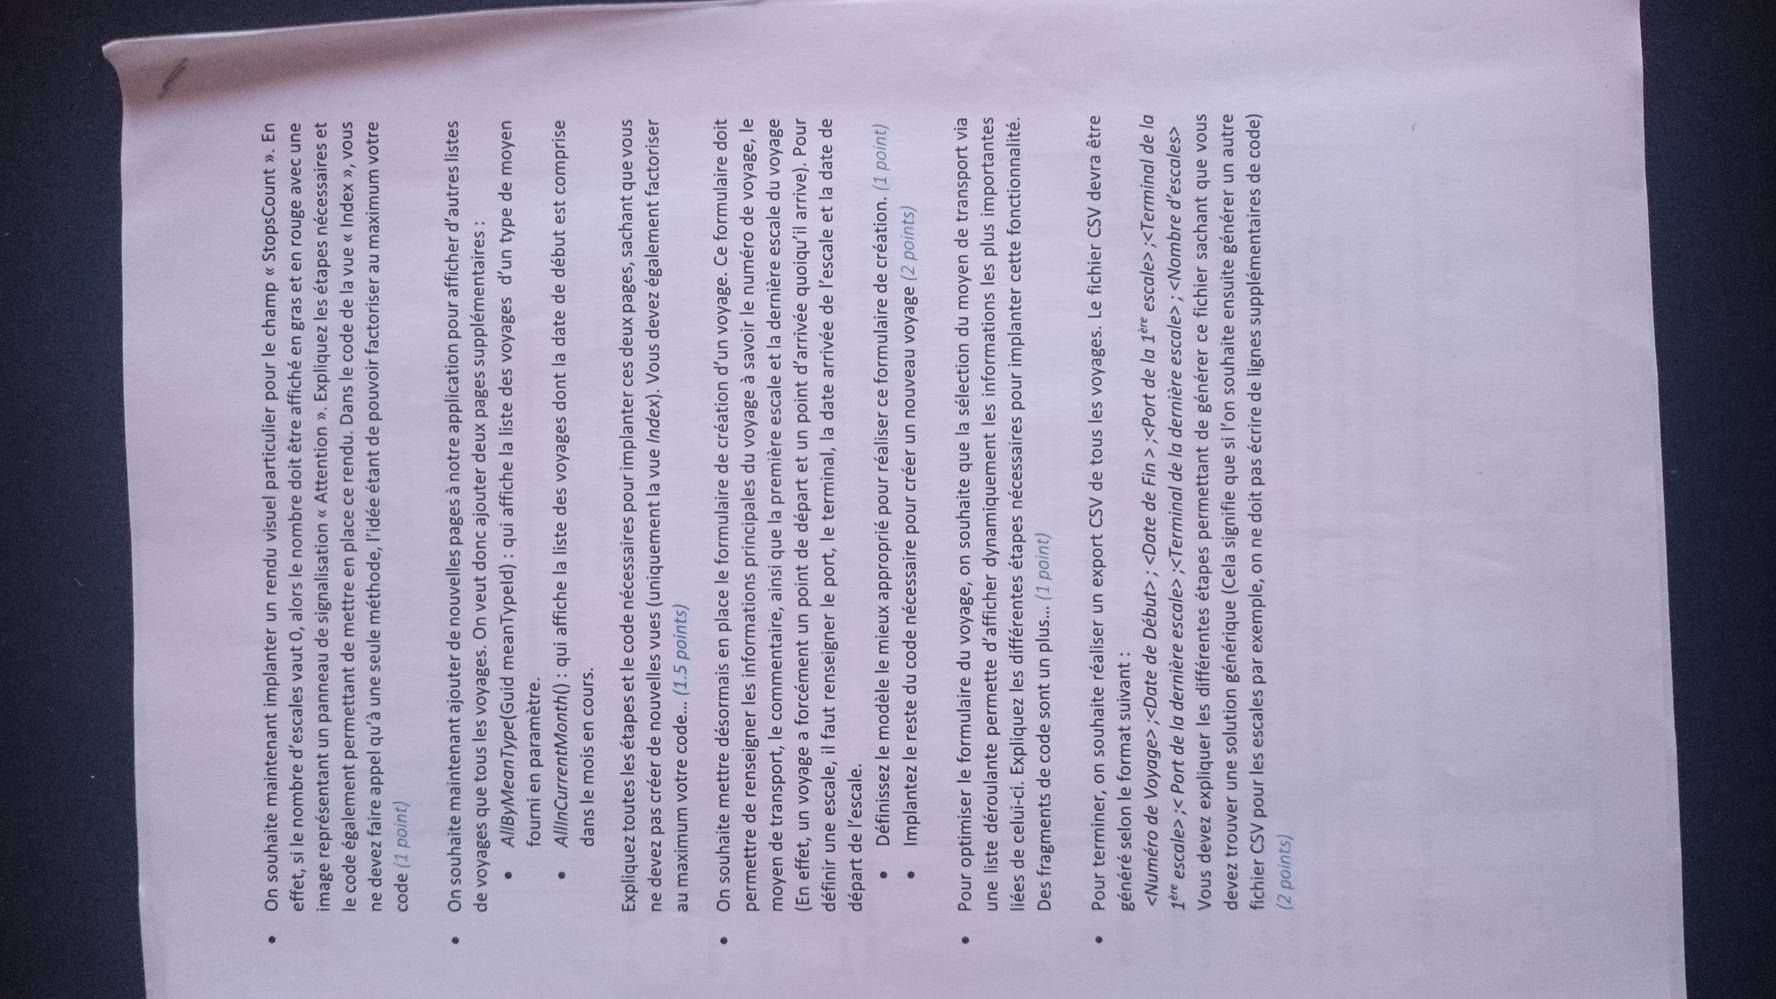 • On souhaite maintenant implanter un rendu visuel particulier pour le champ « StopsCount ». En
effet, si le nombre d'escales vaut 0, alors le nombre doit être affiché en gras et en rouge avec une
image représentant un panneau de signalisation « Attention ». Expliquez les étapes nécessaires et
le code également permettant de mettre en place ce rendu. Dans le code de la vue « Index », vous
ne devez faire appel qu'à une seule méthode, l'idée étant de pouvoir factoriser au maximum votre
code (1 point)
• On souhaite maintenant ajouter de nouvelles pages à notre application pour afficher d'autres listes
de voyages que tous les voyages. On veut donc ajouter deux pages supplémentaires :
• AllByMeanType(Guid meanTypeId) : qui affiche la liste des voyages d'un type de moyen
fourni en paramètre.
• AllInCurrentMonth() : qui affiche la liste des voyages dont la date de début est comprise
dans le mois en cours.
Expliquez toutes les étapes et le code nécessaires pour implanter ces deux pages, sachant que vous
ne devez pas créer de nouvelles vues (uniquement la vue Index). Vous devez également factoriser
au maximum votre code... (1.5 points)
• On souhaite mettre désormais en place le formulaire de création d'un voyage. Ce formulaire doit
permettre de renseigner les informations principales du voyage à savoir le numéro de voyage, le
moyen de transport, le commentaire, ainsi que la première escale et la dernière escale du voyage
(En effet, un voyage a forcément un point de départ et un point d'arrivée quoiqu'il arrive). Pour
définir une escale, il faut renseigner le port, le terminal, la date arrivée de l'escale et la date de
départ de l'escale.
• Définissez le modèle le mieux approprié pour réaliser ce formulaire de création. (1 point)
• Implantez le reste du code nécessaire pour créer un nouveau voyage (2 points)
• Pour optimiser le formulaire du voyage, on souhaite que la sélection du moyen de transport via
une liste déroulante permette d'afficher dynamiquement les informations les plus importantes
liées de celui-ci. Expliquez les différentes étapes nécessaires pour implanter cette fonctionnalité.
Des fragments de code sont un plus... (1 point)
• Pour terminer, on souhaite réaliser un export CSV de tous les voyages. Le fichier CSV devra être
généré selon le format suivant :
<Numéro de Voyage> ;<Date de Début> ; <Date de Fin > ;<Port de la 1ère escale> ;<Terminal de la
1ère escale> ;< Port de la dernière escale> ;<Terminal de la dernière escale> ; <Nombre d'escales>
Vous devez expliquer les différentes étapes permettant de générer ce fichier sachant que vous
devez trouver une solution générique (Cela signifie que si l'on souhaite ensuite générer un autre
fichier CSV pour les escales par exemple, on ne doit pas écrire de lignes supplémentaires de code)
(2 points)